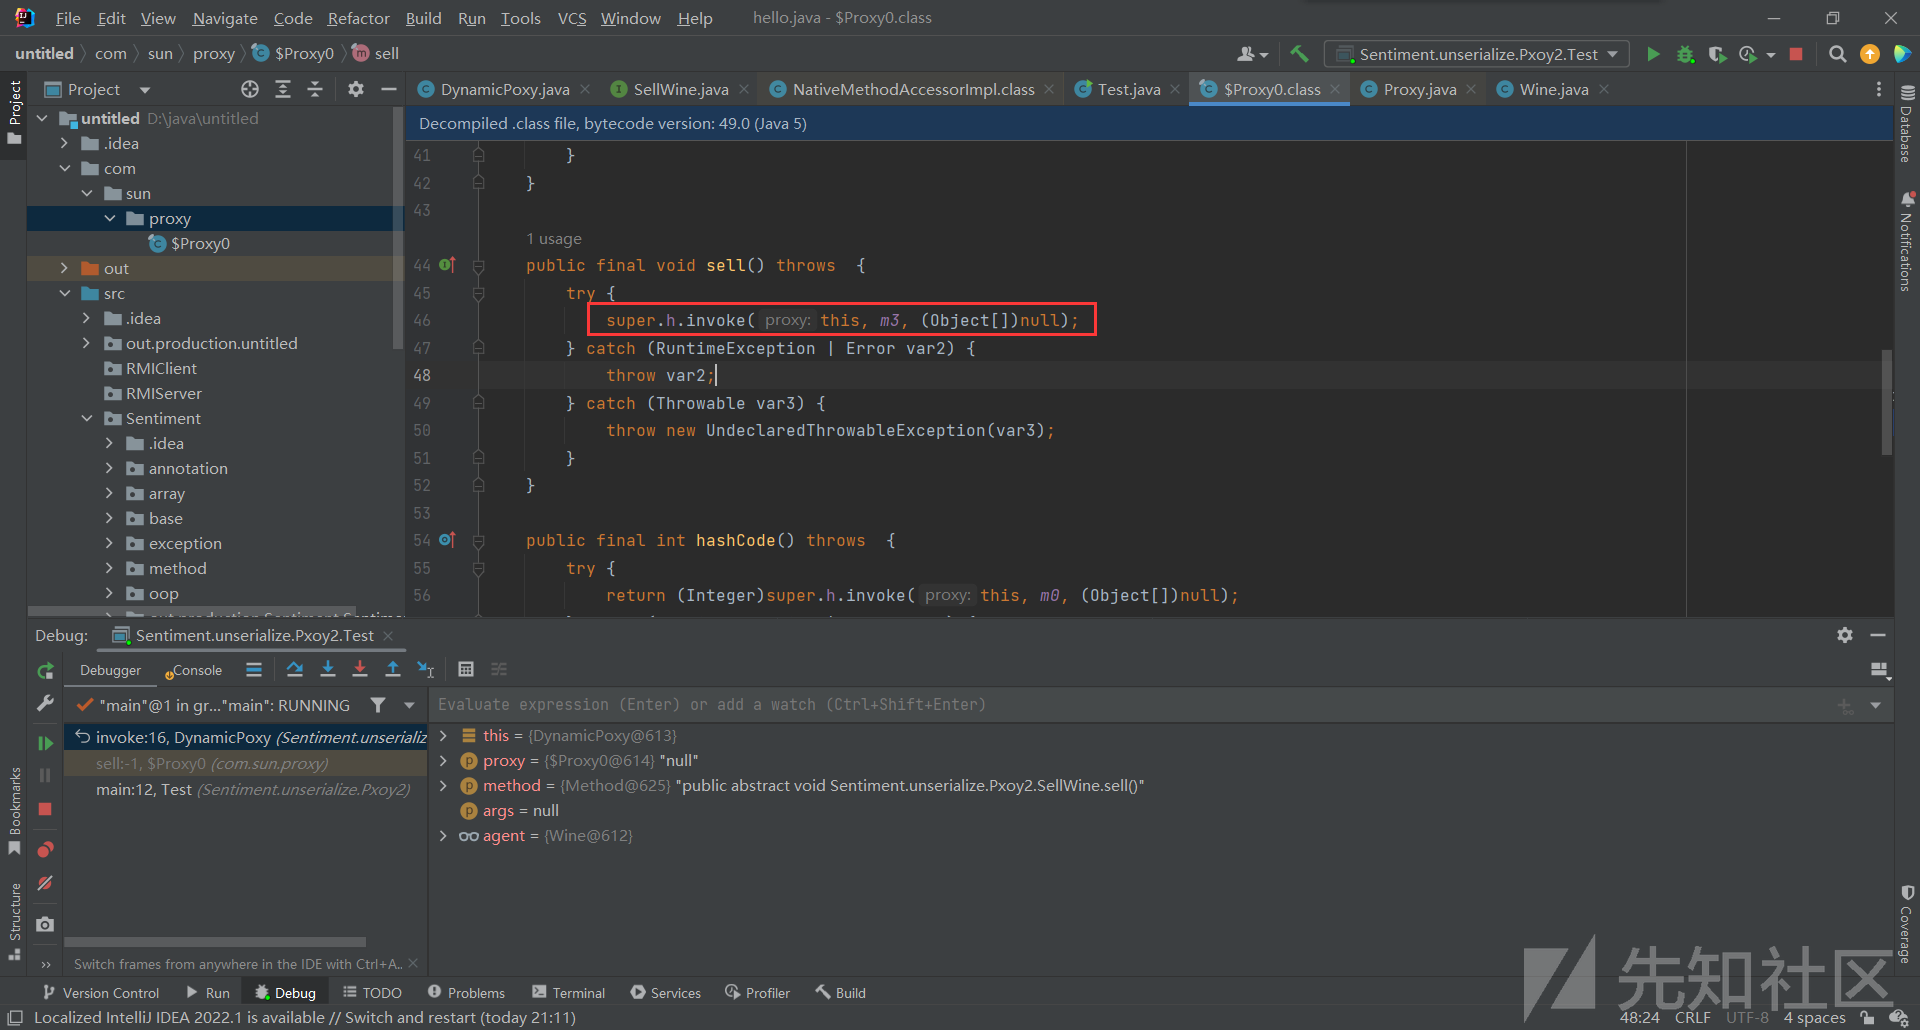 File Edit View Navigate Code Refactor Build Run Tools VCS Window Help hello.java - $Proxy0.class
untitled com sun proxy $Proxy0 sell Sentiment.unserialize.Pxoy2.Test
Project
DynamicPoxy.java SellWine.java NativeMethodAccessorImpl.class Test.java $Proxy0.class Proxy.java Wine.java
Decompiled .class file, bytecode version: 49.0 (Java 5)
Project
untitled D:\java\untitled
.idea
com
sun
proxy
$Proxy0
out
src
.idea
out.production.untitled
RMIClient
RMIServer
Sentiment
.idea
annotation
array
base
exception
method
oop
out.production.Sentiment.Sentime
41 }
42 }
43
1 usage
44 public final void sell() throws {
45 try {
46 super.h.invoke( proxy: this, m3, (Object[])null);
47 } catch (RuntimeException | Error var2) {
48 throw var2;
49 } catch (Throwable var3) {
50 throw new UndeclaredThrowableException(var3);
51 }
52 }
53
54 public final int hashCode() throws {
55 try {
56 return (Integer)super.h.invoke( proxy: this, m0, (Object[])null);
Database
Notifications
Coverage
Bookmarks
Structure
Debug: Sentiment.unserialize.Pxoy2.Test
Debugger Console
"main"@1 in gr..."main": RUNNING
invoke:16, DynamicPoxy (Sentiment.unserializ
sell:-1, $Proxy0 (com.sun.proxy)
main:12, Test (Sentiment.unserialize.Pxoy2)
Switch frames from anywhere in the IDE with Ctrl+A..
Evaluate expression (Enter) or add a watch (Ctrl+Shift+Enter)
this = {DynamicPoxy@613}
proxy = {$Proxy0@614} "null"
method = {Method@625} "public abstract void Sentiment.unserialize.Pxoy2.SellWine.sell()"
args = null
agent = {Wine@612}
先知社区
Version Control Run Debug TODO Problems Terminal Services Profiler Build
Localized IntelliJ IDEA 2022.1 is available // Switch and restart (today 21:11) 48:24 CRLF UTF-8 4 spaces